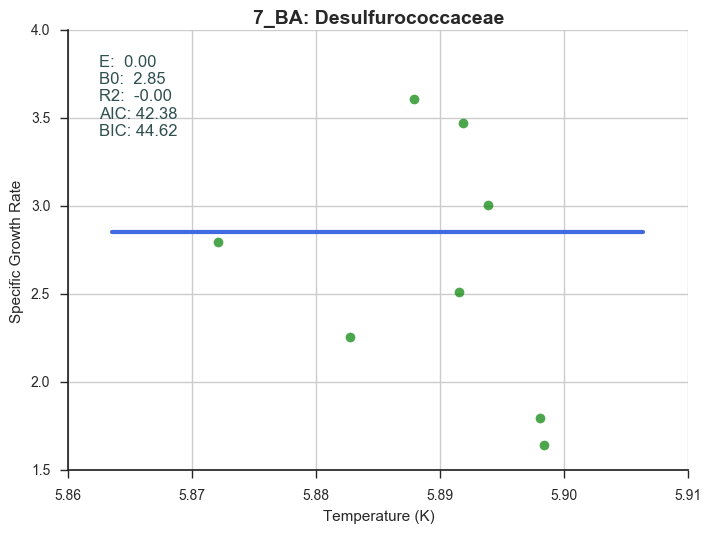 7_BA: Desulfurococcaceae
E:  0.00
B0:  2.85
R2:  -0.00
AIC: 42.38
BIC: 44.62
Specific Growth Rate
4.0
3.5
3.0
2.5
2.0
1.5
5.86 5.87 5.88 5.89 5.90 5.91
Temperature (K)